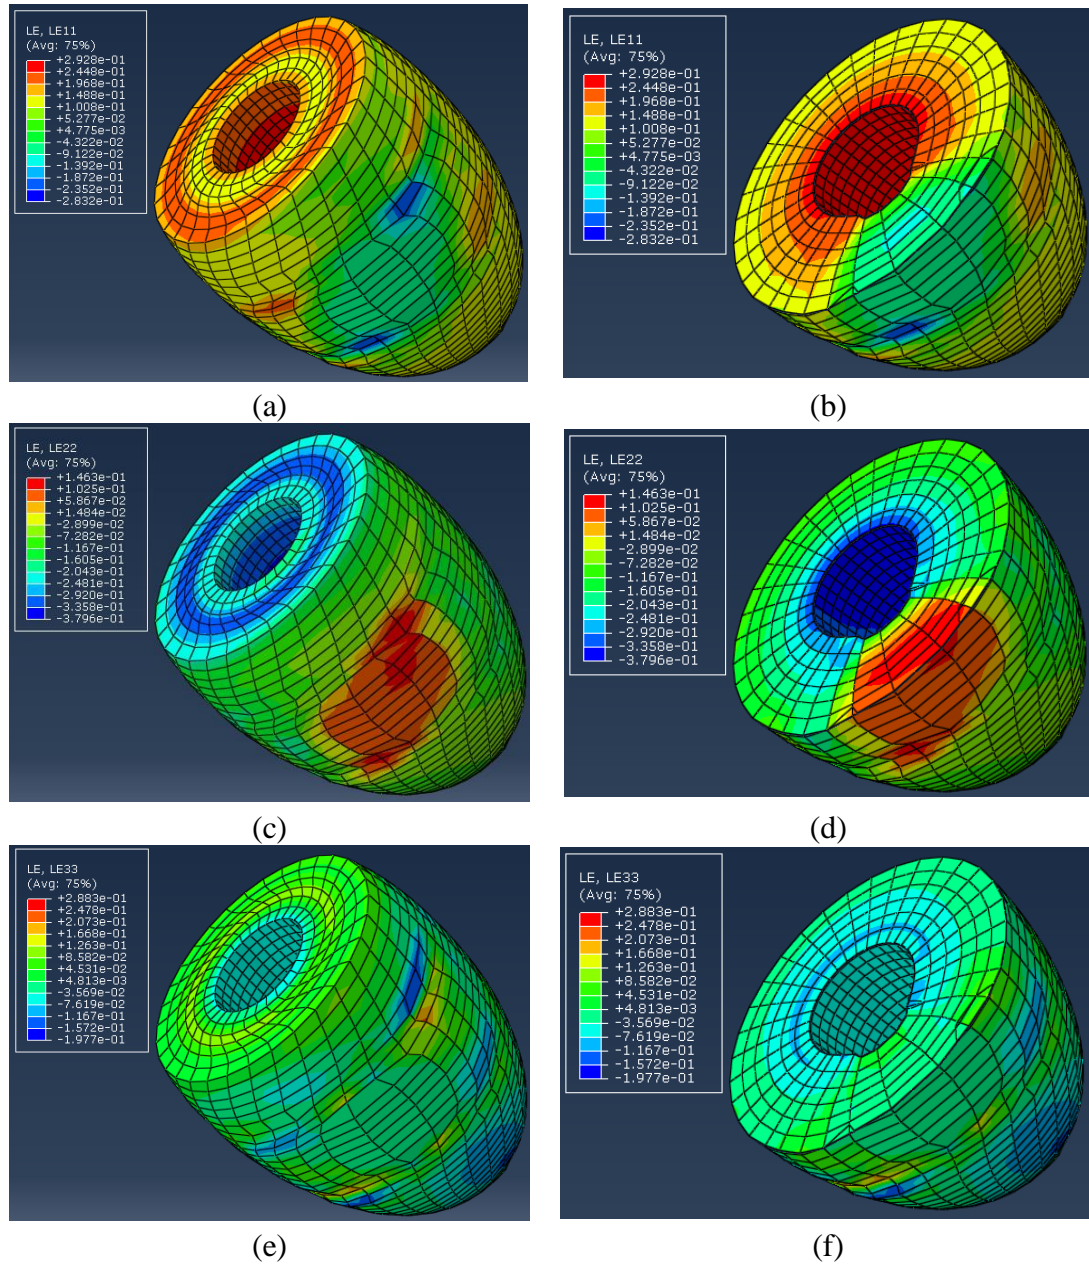 LE, LE11
(Avg: 75%)
+2.928e-01
+2.448e-01
+1.968e-01
+1.488e-01
+1.008e-01
+5.277e-02
+4.775e-03
-4.322e-02
-9.122e-02
-1.392e-01
-1.872e-01
-2.352e-01
-2.832e-01
(a)
LE, LE11
(Avg: 75%)
+2.928e-01
+2.448e-01
+1.968e-01
+1.488e-01
+1.008e-01
+5.277e-02
+4.775e-03
-4.322e-02
-9.122e-02
-1.392e-01
-1.872e-01
-2.352e-01
-2.832e-01
(b)
LE, LE22
(Avg: 75%)
+1.463e-01
+1.025e-01
+5.867e-02
+1.484e-02
-2.899e-02
-7.282e-02
-1.167e-01
-1.605e-01
-2.043e-01
-2.481e-01
-2.920e-01
-3.358e-01
-3.796e-01
(c)
LE, LE22
(Avg: 75%)
+1.463e-01
+1.025e-01
+5.867e-02
+1.484e-02
-2.899e-02
-7.282e-02
-1.167e-01
-1.605e-01
-2.043e-01
-2.481e-01
-2.920e-01
-3.358e-01
-3.796e-01
(d)
LE, LE33
(Avg: 75%)
+2.883e-01
+2.478e-01
+2.073e-01
+1.668e-01
+1.263e-01
+8.582e-02
+4.531e-02
+4.813e-03
-3.569e-02
-7.619e-02
-1.167e-01
-1.572e-01
-1.977e-01
(e)
LE, LE33
(Avg: 75%)
+2.883e-01
+2.478e-01
+2.073e-01
+1.668e-01
+1.263e-01
+8.582e-02
+4.531e-02
+4.813e-03
-3.569e-02
-7.619e-02
-1.167e-01
-1.572e-01
-1.977e-01
(f)